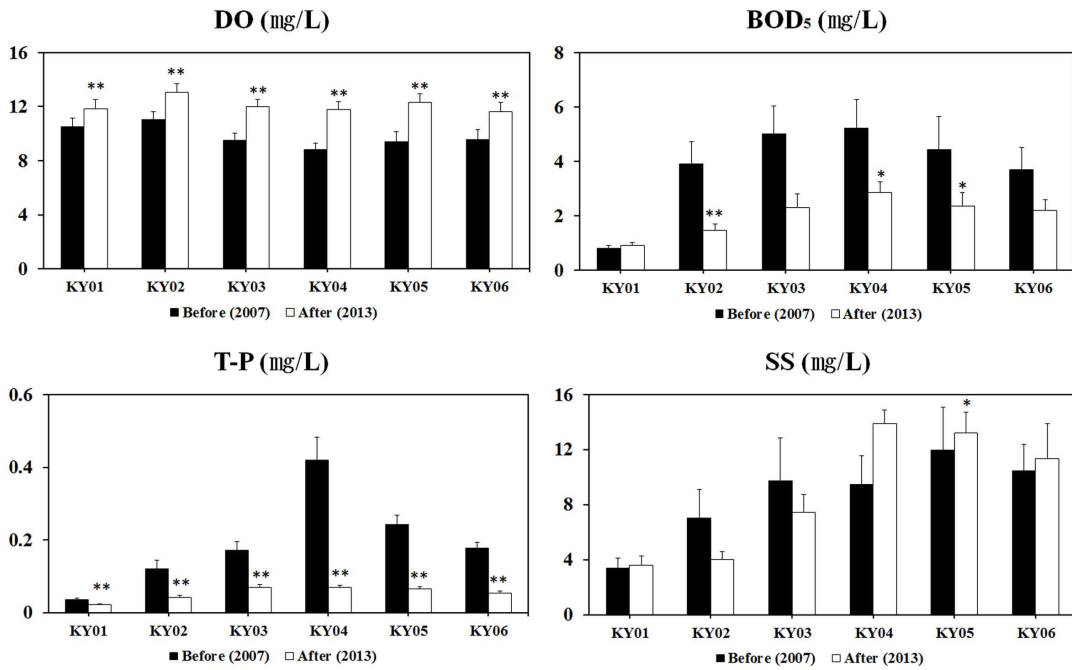 DO (㎎/L)
16
12
8
4
0
** ** ** ** ** **
KY01 KY02 KY03 KY04 KY05 KY06
Before (2007) After (2013)
BOD₅ (㎎/L)
8
6
4
2
0
** * *
KY01 KY02 KY03 KY04 KY05 KY06
Before (2007) After (2013)
T-P (㎎/L)
0.6
0.4
0.2
0
** ** ** ** ** **
KY01 KY02 KY03 KY04 KY05 KY06
Before (2007) After (2013)
SS (㎎/L)
16
12
8
4
0
*
KY01 KY02 KY03 KY04 KY05 KY06
Before (2007) After (2013)